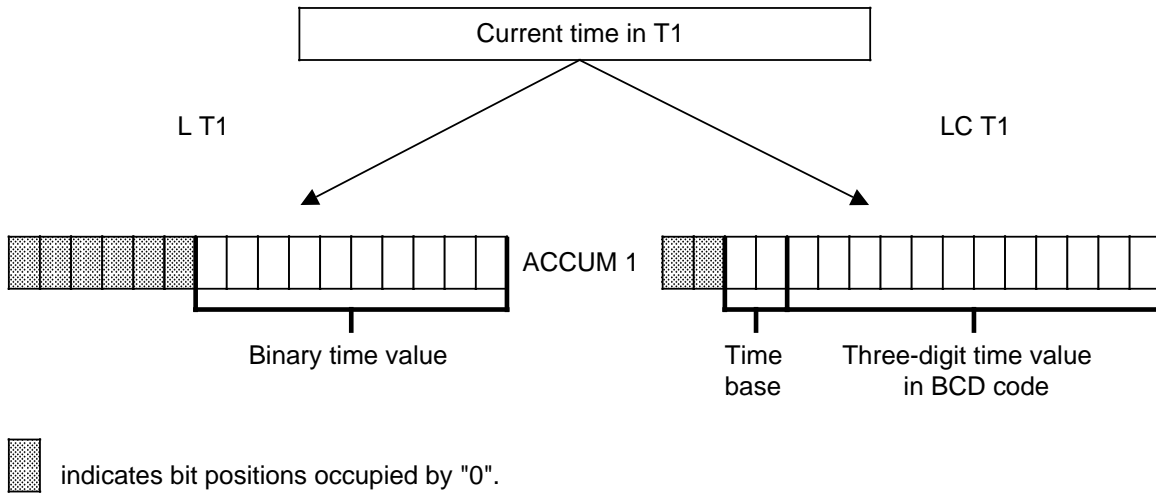 Current time in T1
L T1
LC T1
ACCUM 1
Binary time value
Time
base
Three-digit time value
in BCD code
indicates bit positions occupied by "0".